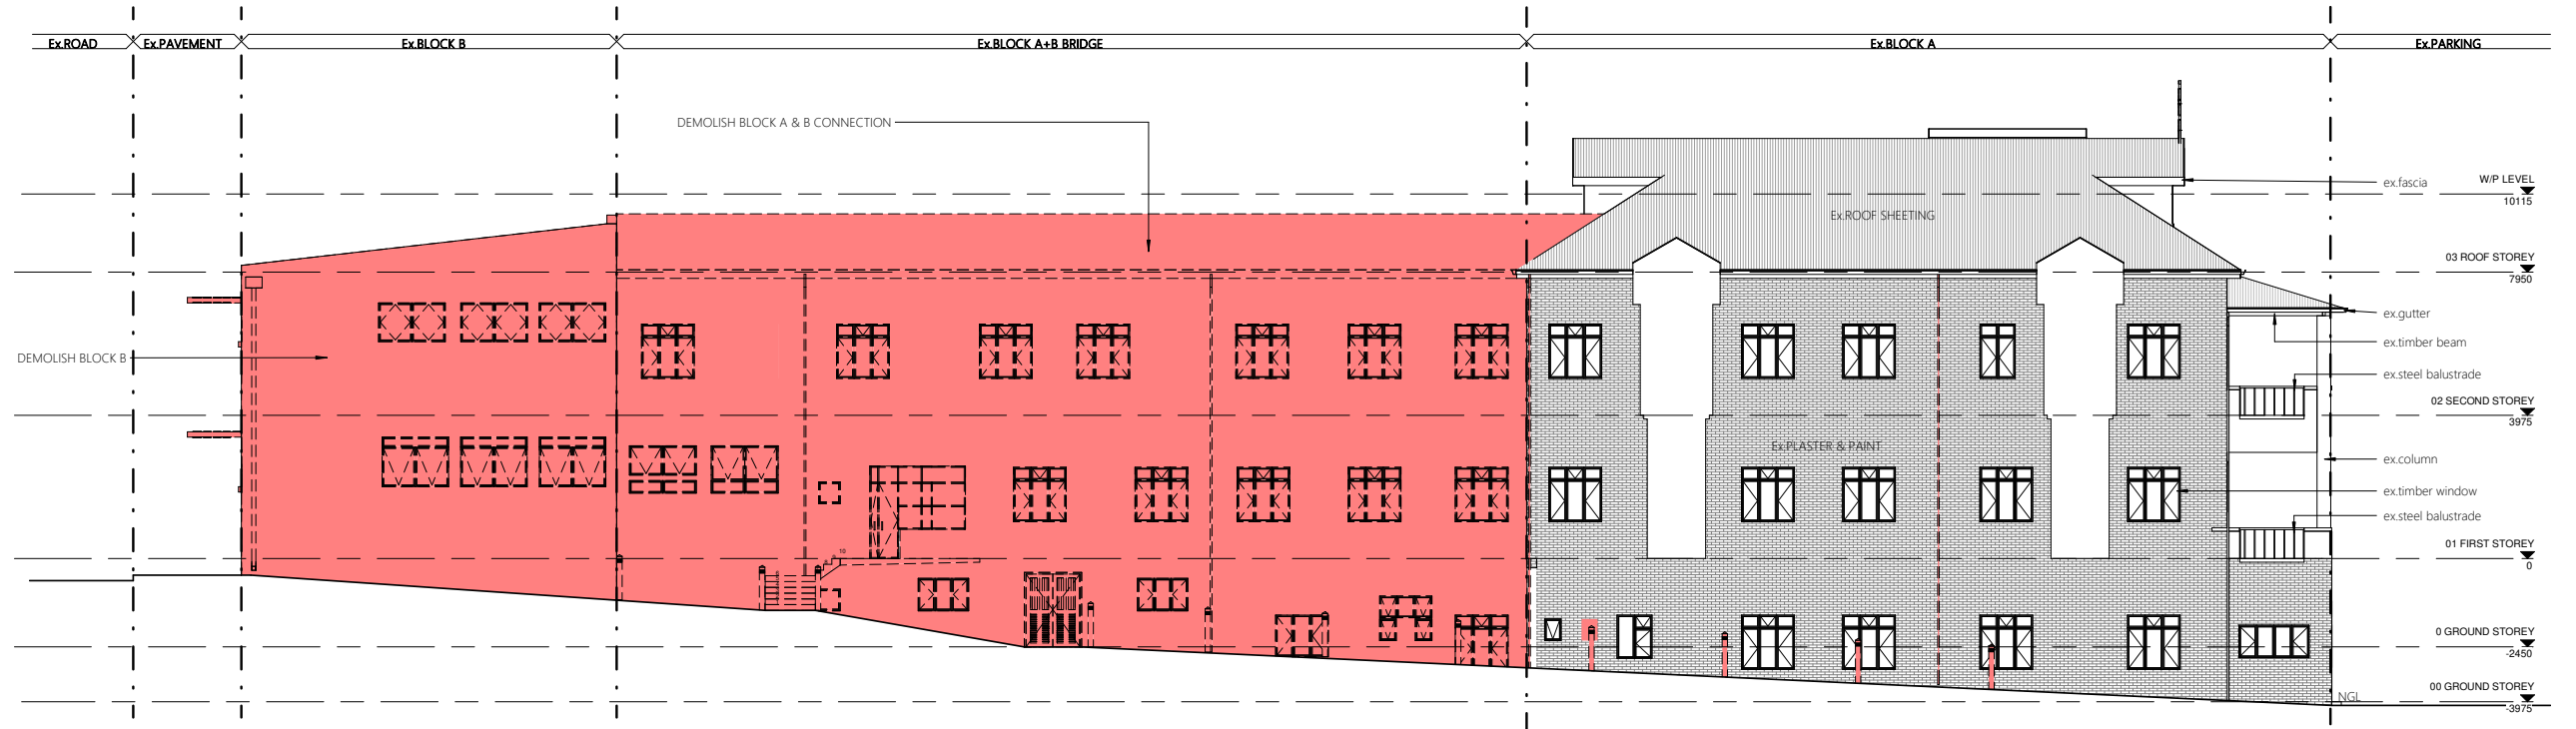 Ex.ROAD
Ex.PAVEMENT
Ex.BLOCK B
Ex.BLOCK A+B BRIDGE
Ex.BLOCK A
Ex.PARKING
DEMOLISH BLOCK A & B CONNECTION
W/P LEVEL
10115
ex.fascia
Ex.ROOF SHEETING
03 ROOF STOREY
7950
ex.gutter
ex.timber beam
DEMOLISH BLOCK B
ex.steel balustrade
02 SECOND STOREY
3975
Ex.PLASTER & PAINT
ex.column
ex.timber window
ex.steel balustrade
01 FIRST STOREY
0
10
0 GROUND STOREY
-2450
00 GROUND STOREY
-3975
NGL